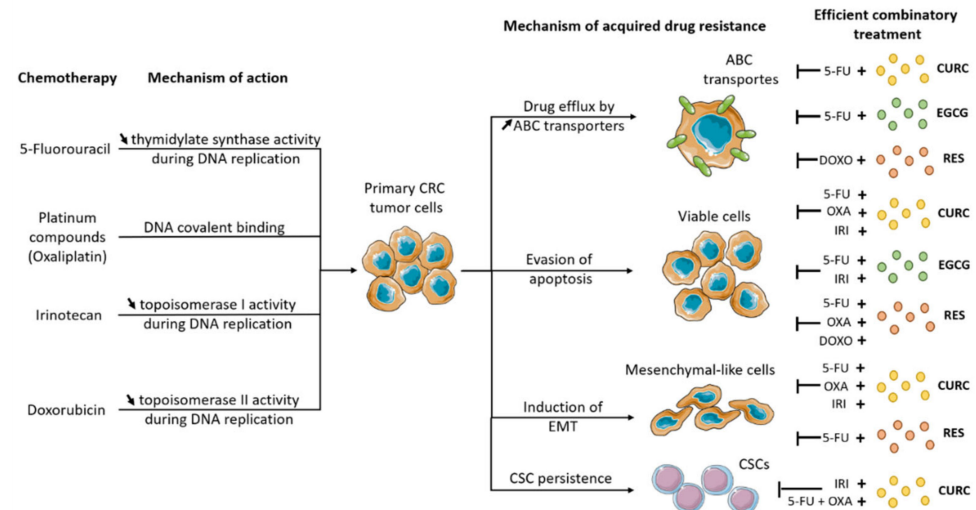 Mechanism of acquired drug resistance
Efficient combinatory
treatment
Chemotherapy
Mechanism of action
5-Fluorouracil
thymidylate synthase activity
during DNA replication
Platinum
compounds
(Oxaliplatin)
DNA covalent binding
Irinotecan
topoisomerase I activity
during DNA replication
Doxorubicin
topoisomerase II activity
during DNA replication
Primary CRC
tumor cells
Drug efflux by
ABC transporters
ABC
transportes
5-FU + CURC
5-FU + EGCG
DOXO + RES
Evasion of
apoptosis
Viable cells
5-FU +
OXA + CURC
IRI +
5-FU + EGCG
IRI +
5-FU +
OXA + RES
DOXO +
Induction of
EMT
Mesenchymal-like cells
5-FU +
OXA + CURC
IRI +
5-FU + RES
CSC persistence
CSCs
IRI + CURC
5-FU + OXA +